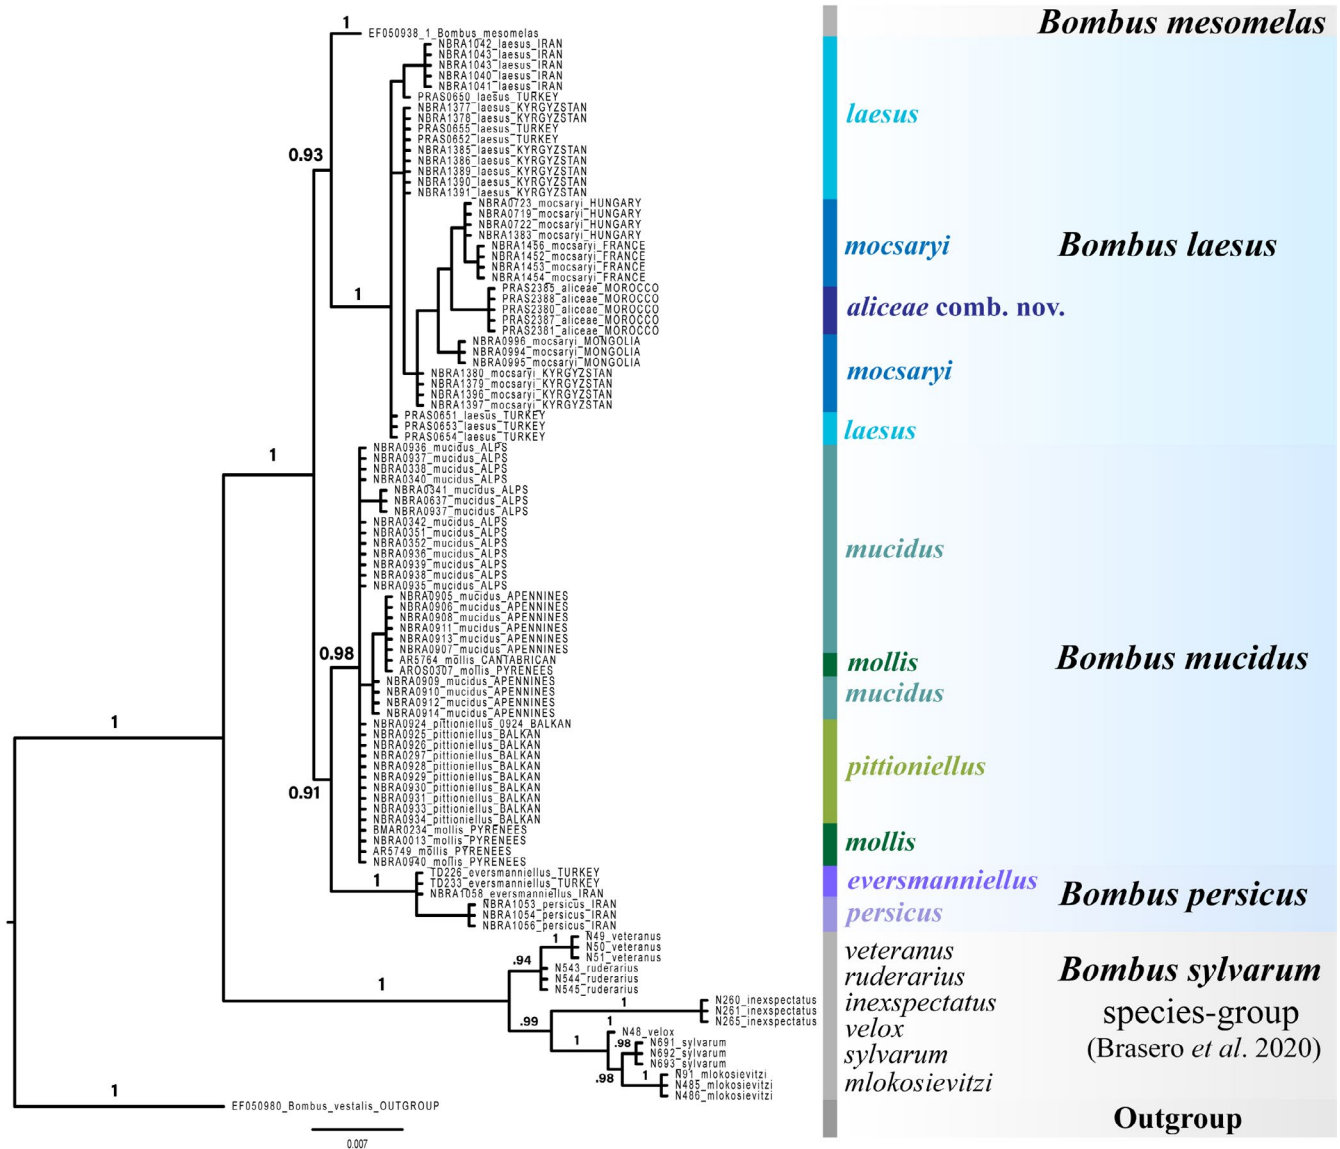 1
EF050938_1_Bombus_mesomelas
NBRA1042_laesus_IRAN
NBRA1043_laesus_IRAN
NBRA1043_laesus_IRAN
NBRA1040_laesus_IRAN
NBRA1041_laesus_IRAN
PRAS0650_laesus_TURKEY
NBRA1377_laesus_KYRGYZSTAN
NBRA1378_laesus_KYRGYZSTAN
PRAS0655_laesus_TURKEY
PRAS0652_laesus_TURKEY
NBRA1385_laesus_KYRGYZSTAN
NBRA1386_laesus_KYRGYZSTAN
NBRA1389_laesus_KYRGYZSTAN
NBRA1390_laesus_KYRGYZSTAN
NBRA1391_laesus_KYRGYZSTAN
0.93
NBRA0723_mocsaryi_HUNGARY
NBRA0719_mocsaryi_HUNGARY
NBRA0722_mocsaryi_HUNGARY
NBRA1383_mocsaryi_HUNGARY
NBRA1456_mocsaryi_FRANCE
NBRA1452_mocsaryi_FRANCE
NBRA1453_mocsaryi_FRANCE
NBRA1454_mocsaryi_FRANCE
PRAS2385_aliceae_MOROCCO
PRAS2388_aliceae_MOROCCO
PRAS2380_aliceae_MOROCCO
PRAS2387_aliceae_MOROCCO
PRAS2381_aliceae_MOROCCO
1
NBRA0996_mocsaryi_MONGOLIA
NBRA0994_mocsaryi_MONGOLIA
NBRA0995_mocsaryi_MONGOLIA
NBRA1380_mocsaryi_KYRGYZSTAN
NBRA1379_mocsaryi_KYRGYZSTAN
NBRA1396_mocsaryi_KYRGYZSTAN
NBRA1397_mocsaryi_KYRGYZSTAN
PRAS0651_laesus_TURKEY
PRAS0653_laesus_TURKEY
PRAS0654_laesus_TURKEY
1
NBRA0936_mucidus_ALPS
NBRA0937_mucidus_ALPS
NBRA0338_mucidus_ALPS
NBRA0340_mucidus_ALPS
NBRA0341_mucidus_ALPS
NBRA0637_mucidus_ALPS
NBRA0937_mucidus_ALPS
NBRA0342_mucidus_ALPS
NBRA0351_mucidus_ALPS
NBRA0352_mucidus_ALPS
NBRA0936_mucidus_ALPS
NBRA0939_mucidus_ALPS
NBRA0938_mucidus_ALPS
NBRA0935_mucidus_ALPS
NBRA0905_mucidus_APENNINES
NBRA0906_mucidus_APENNINES
NBRA0908_mucidus_APENNINES
NBRA0911_mucidus_APENNINES
NBRA0913_mucidus_APENNINES
NBRA0907_mucidus_APENNINES
0.98
AR5764_mollis_CANTABRICAN
AROS0307_mollis_PYRENEES
NBRA0909_mucidus_APENNINES
NBRA0910_mucidus_APENNINES
NBRA0912_mucidus_APENNINES
NBRA0914_mucidus_APENNINES
NBRA0924_pittioniellus_0924_BALKAN
NBRA0925_pittioniellus_BALKAN
NBRA0926_pittioniellus_BALKAN
NBRA0297_pittioniellus_BALKAN
NBRA0928_pittioniellus_BALKAN
NBRA0929_pittioniellus_BALKAN
NBRA0930_pittioniellus_BALKAN
NBRA0931_pittioniellus_BALKAN
NBRA0933_pittioniellus_BALKAN
NBRA0934_pittioniellus_BALKAN
1
0.91
BMAR0234_mollis_PYRENEES
NBRA0013_mollis_PYRENEES
AR5749_mollis_PYRENEES
NBRA0940_mollis_PYRENEES
1
TD226_eversmanniellus_TURKEY
TD233_eversmanniellus_TURKEY
NBRA1058_eversmanniellus_IRAN
NBRA1053_persicus_IRAN
NBRA1054_persicus_IRAN
NBRA1056_persicus_IRAN
1
N49_veteranus
N50_veteranus
N51_veteranus
.94
N543_ruderarius
N544_ruderarius
N545_ruderarius
1
1
N260_inexspectatus
N261_inexspectatus
N265_inexspectatus
.99
1
1
N48_velox
.98
N691_sylvarum
N692_sylvarum
N693_sylvarum
.98
1
N91_mlokosievitzi
N485_mlokosievitzi
N486_mlokosievitzi
1
EF050980_Bombus_vestalis_OUTGROUP
0.007
Bombus mesomelas
laesus
mocsaryi
Bombus laesus
aliceae comb. nov.
mocsaryi
laesus
mucidus
mollis
Bombus mucidus
mucidus
pittioniellus
mollis
eversmanniellus
Bombus persicus
persicus
veteranus
ruderarius
inexspectatus
velox
sylvarum
mlokosievitzi
Bombus sylvarum
species-group
(Brasero et al. 2020)
Outgroup